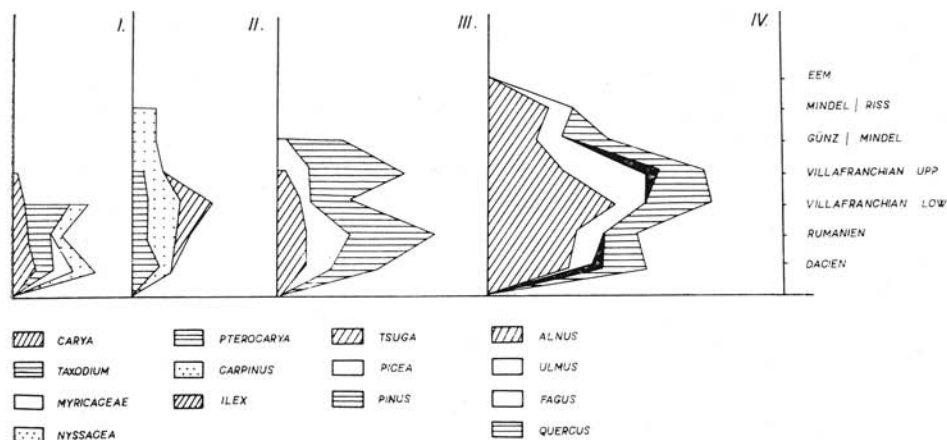 I.
II.
III.
IV.
EEM
MINDEL | RISS
GÜNZ | MINDEL
VILLAFRANCHIAN UPP
VILLAFRANCHIAN LOW
RUMANIEN
DACIEN
CARYA
TAXODIUM
MYRICACEAE
NYSSACEA
PTEROCARYA
CARPINUS
ILEX
TSUGA
PICEA
PINUS
ALNUS
ULMUS
FAGUS
QUERCUS